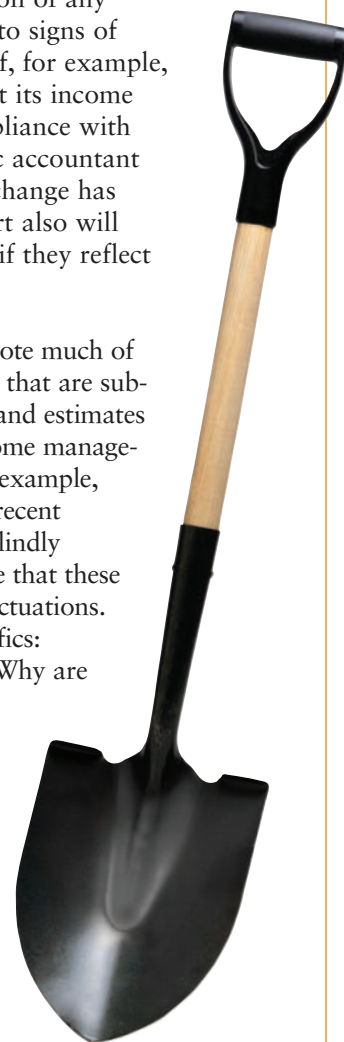 on of any
to signs of
f, for example,
t its income
pliance with
c accountant
change has
rt also will
if they reflect
ote much of
that are sub-
and estimates
ome manage-
example,
recent
lindly
e that these
ctuations.
fics:
Why are